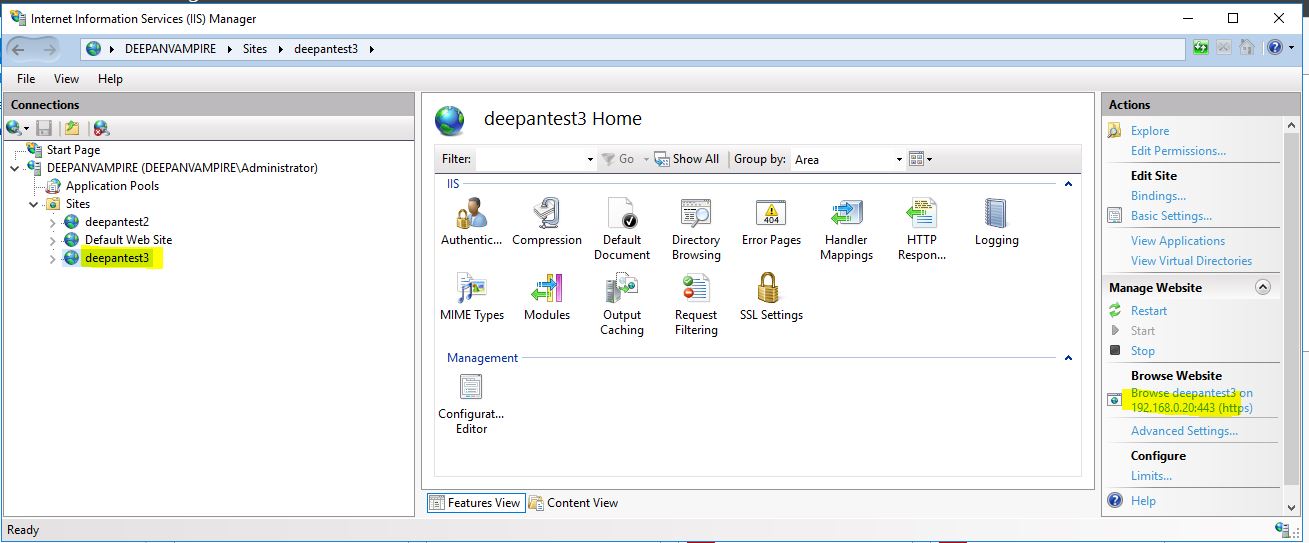 Internet Information Services (IIS) Manager
DEEPANVAMPIRE
Sites
deepantest3
File
View
Help
Connections
Start Page
DEEPANVAMPIRE (DEEPANVAMPIRE\Administrator)
Application Pools
Sites
deepantest2
Default Web Site
deepantest3
deepantest3 Home
Filter:
Go
Show All
Group by:
Area
IIS
Authentic...
Compression
Default
Document
Directory
Browsing
Error Pages
404
Handler
Mappings
HTTP
Respon...
Logging
MIME Types
Modules
Output
Caching
Request
Filtering
SSL Settings
Management
Configurat...
Editor
Features View
Content View
Actions
Explore
Edit Permissions...
Edit Site
Bindings...
Basic Settings...
View Applications
View Virtual Directories
Manage Website
Restart
Start
Stop
Browse Website
Browse deepantest3 on
192.168.0.20:443 (https)
Advanced Settings...
Configure
Limits...
Help
Ready